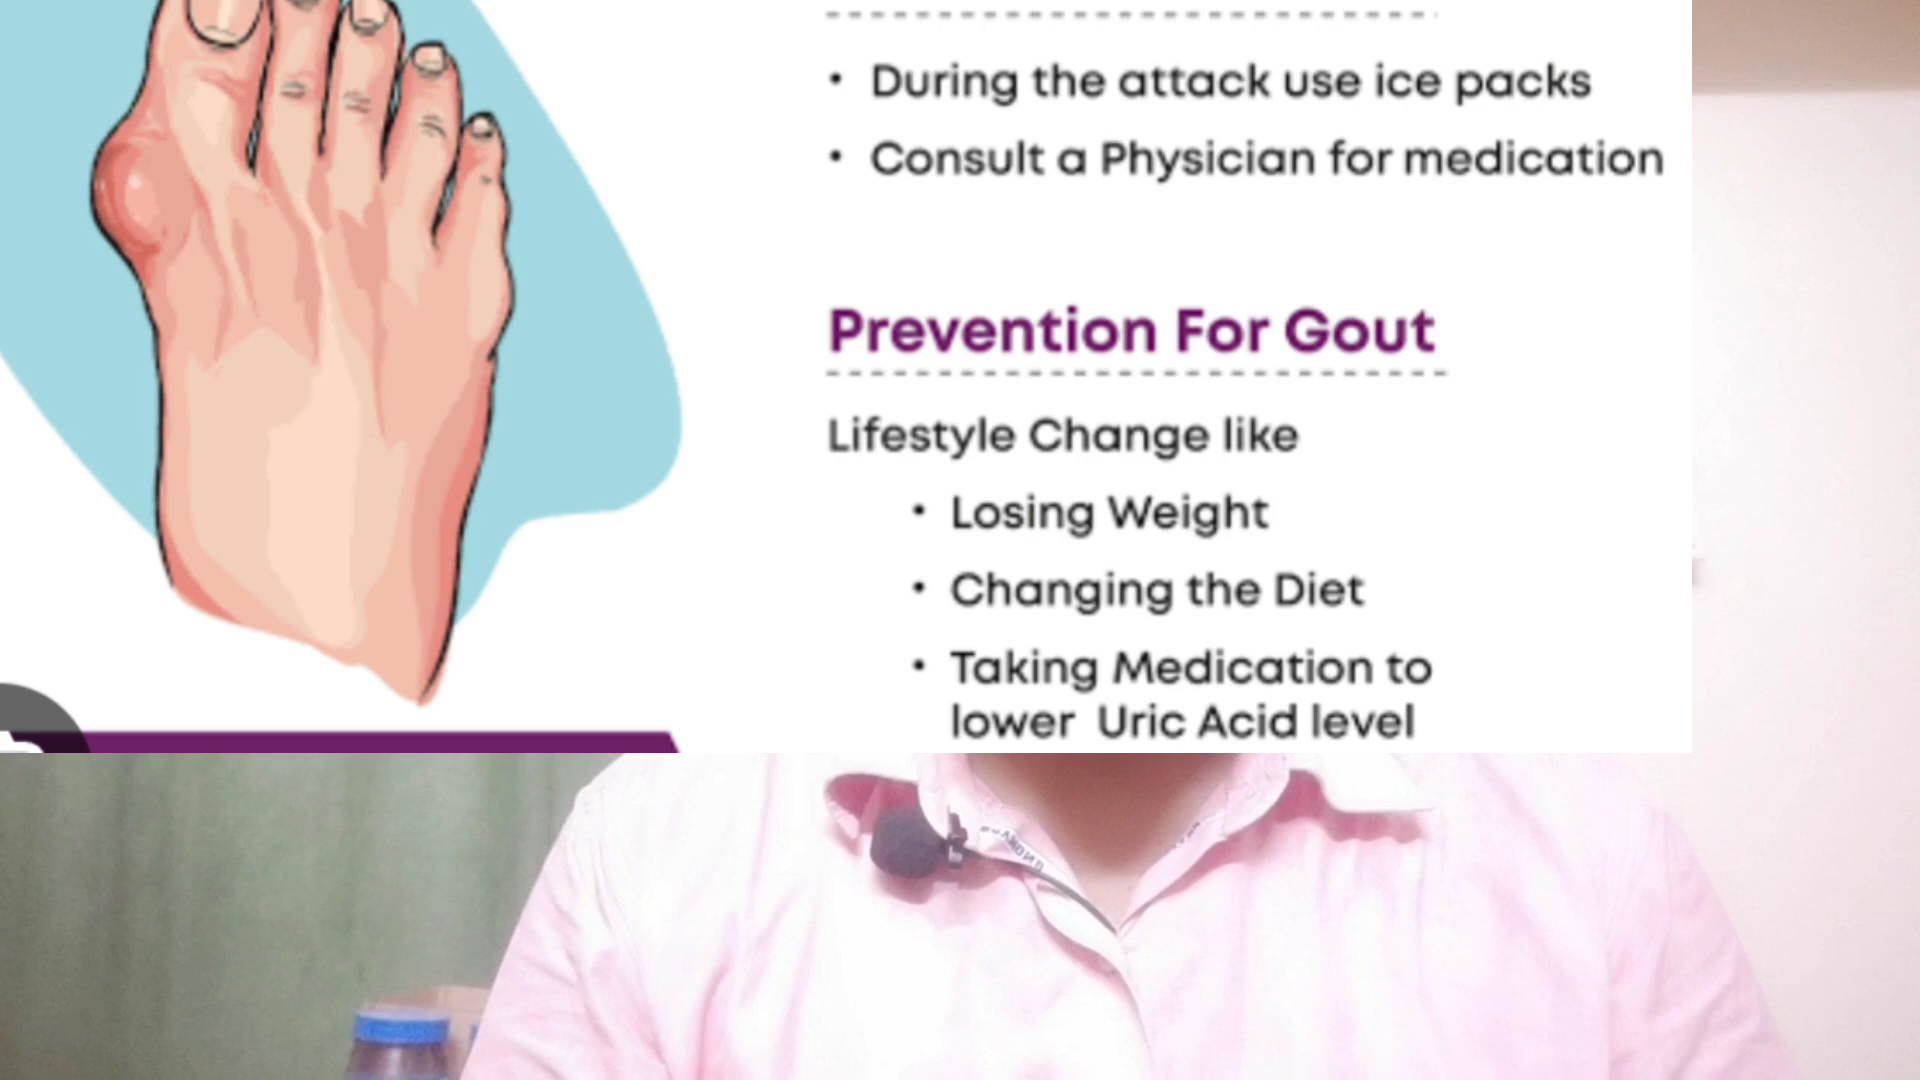 • During the attack use ice packs
• Consult a Physician for medication
Prevention For Gout
Lifestyle Change like
• Losing Weight
• Changing the Diet
• Taking Medication to
lower Uric Acid level